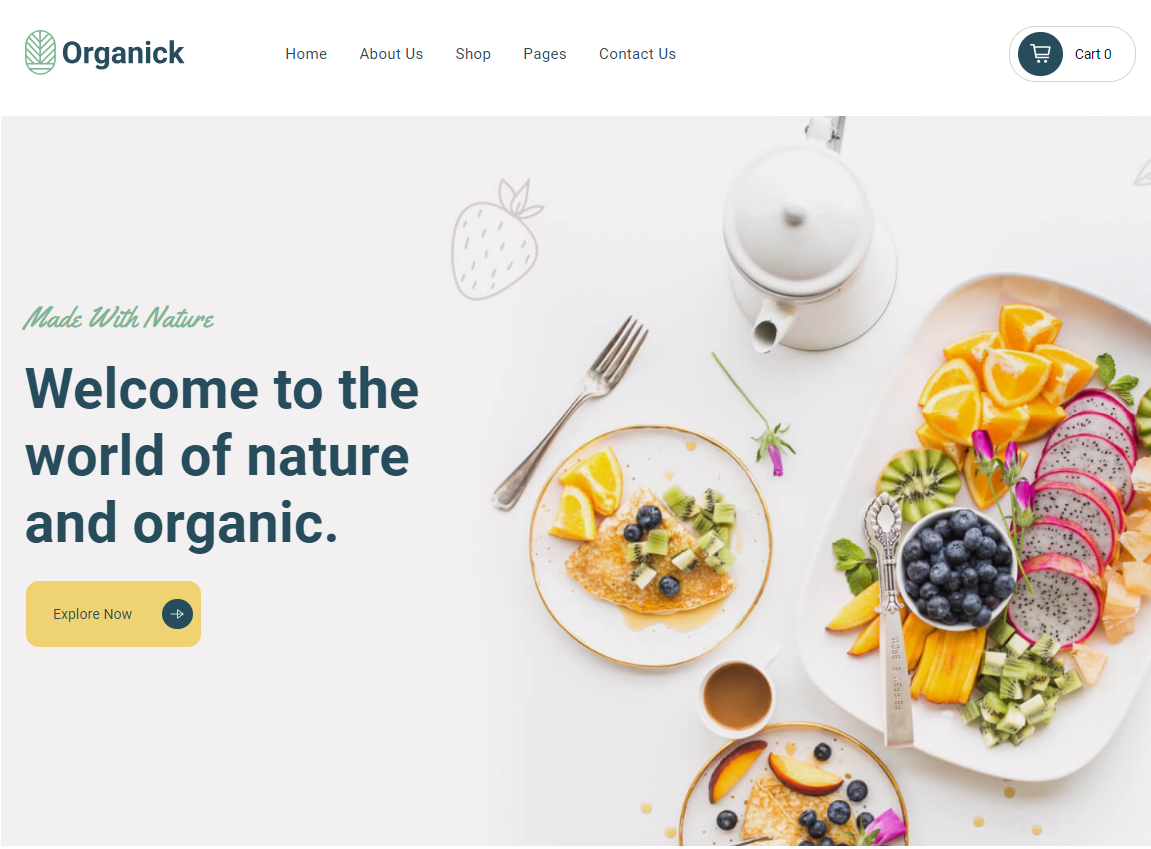 Organick
Home
About Us
Shop
Pages
Contact Us
Cart 0
Made With Nature
Welcome to the
world of nature
and organic.
Explore Now